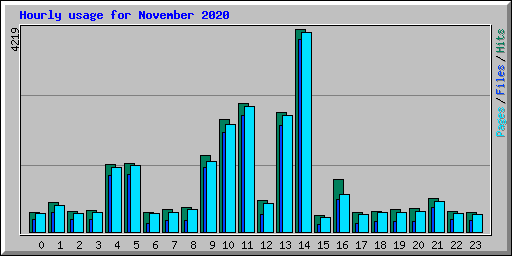 Hourly usage for November 2020
4219
Pages / Files / Hits
0 1 2 3 4 5 6 7 8 9 10 11 12 13 14 15 16 17 18 19 20 21 22 23